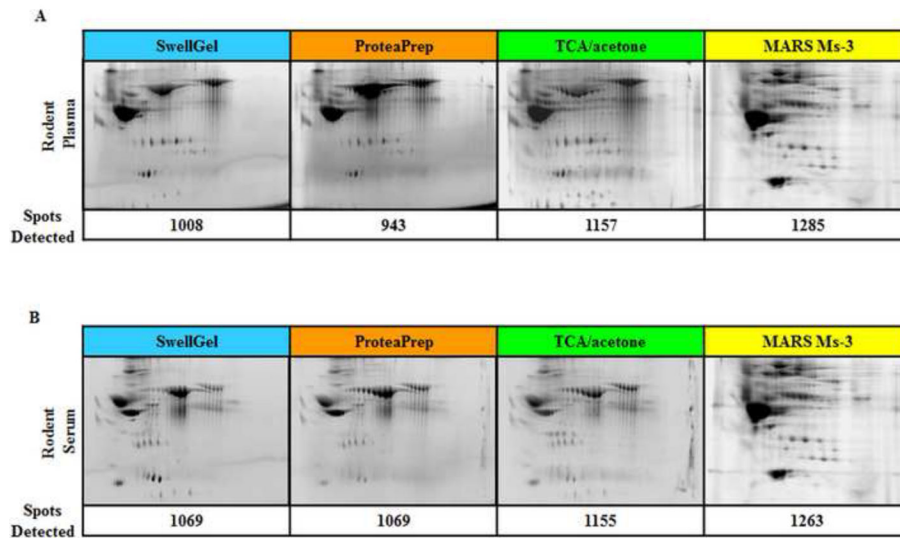 A
SwellGel ProteaPrep TCA/acetone MARS Ms-3
Rodent
Plasma
Spots
Detected
1008 943 1157 1285
B
SwellGel ProteaPrep TCA/acetone MARS Ms-3
Rodent
Serum
Spots
Detected
1069 1069 1155 1263